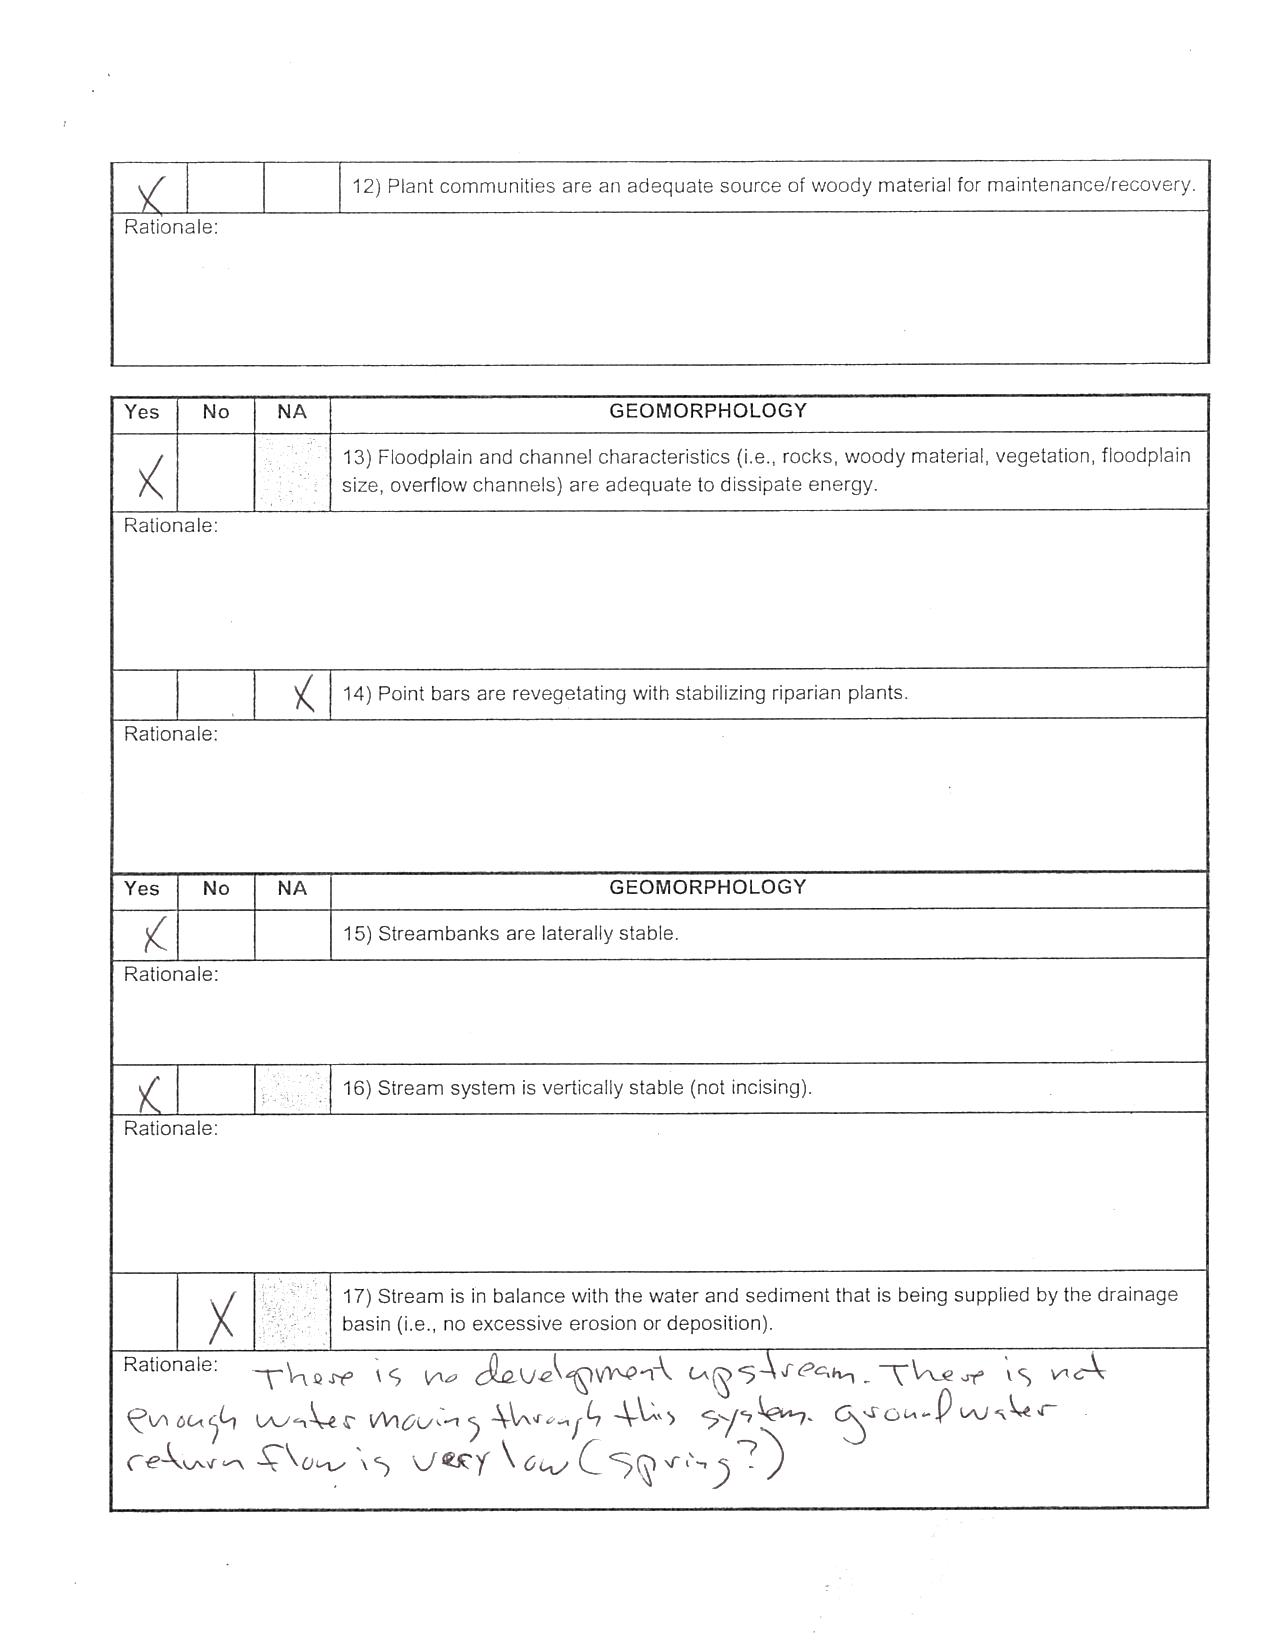 X 12) Plant communities are an adequate source of woody material for maintenance/recovery.
Rationale:
Yes No NA GEOMORPHOLOGY
X 13) Floodplain and channel characteristics (i.e., rocks, woody material, vegetation, floodplain
size, overflow channels) are adequate to dissipate energy.
Rationale:
X 14) Point bars are revegetating with stabilizing riparian plants.
Rationale:
Yes No NA GEOMORPHOLOGY
X 15) Streambanks are laterally stable.
Rationale:
X 16) Stream system is vertically stable (not incising).
Rationale:
X 17) Stream is in balance with the water and sediment that is being supplied by the drainage
basin (i.e., no excessive erosion or deposition).
Rationale: There is no development upstream. There is not
enough water moving through this system. groundwater
return flow is very low (spring?)